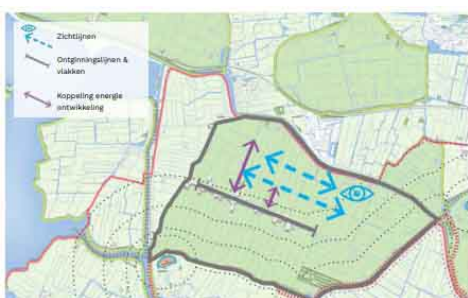 Zichtlijnen
Ontginningslijnen &
vlakken
Koppeling energie
ontwikkeling